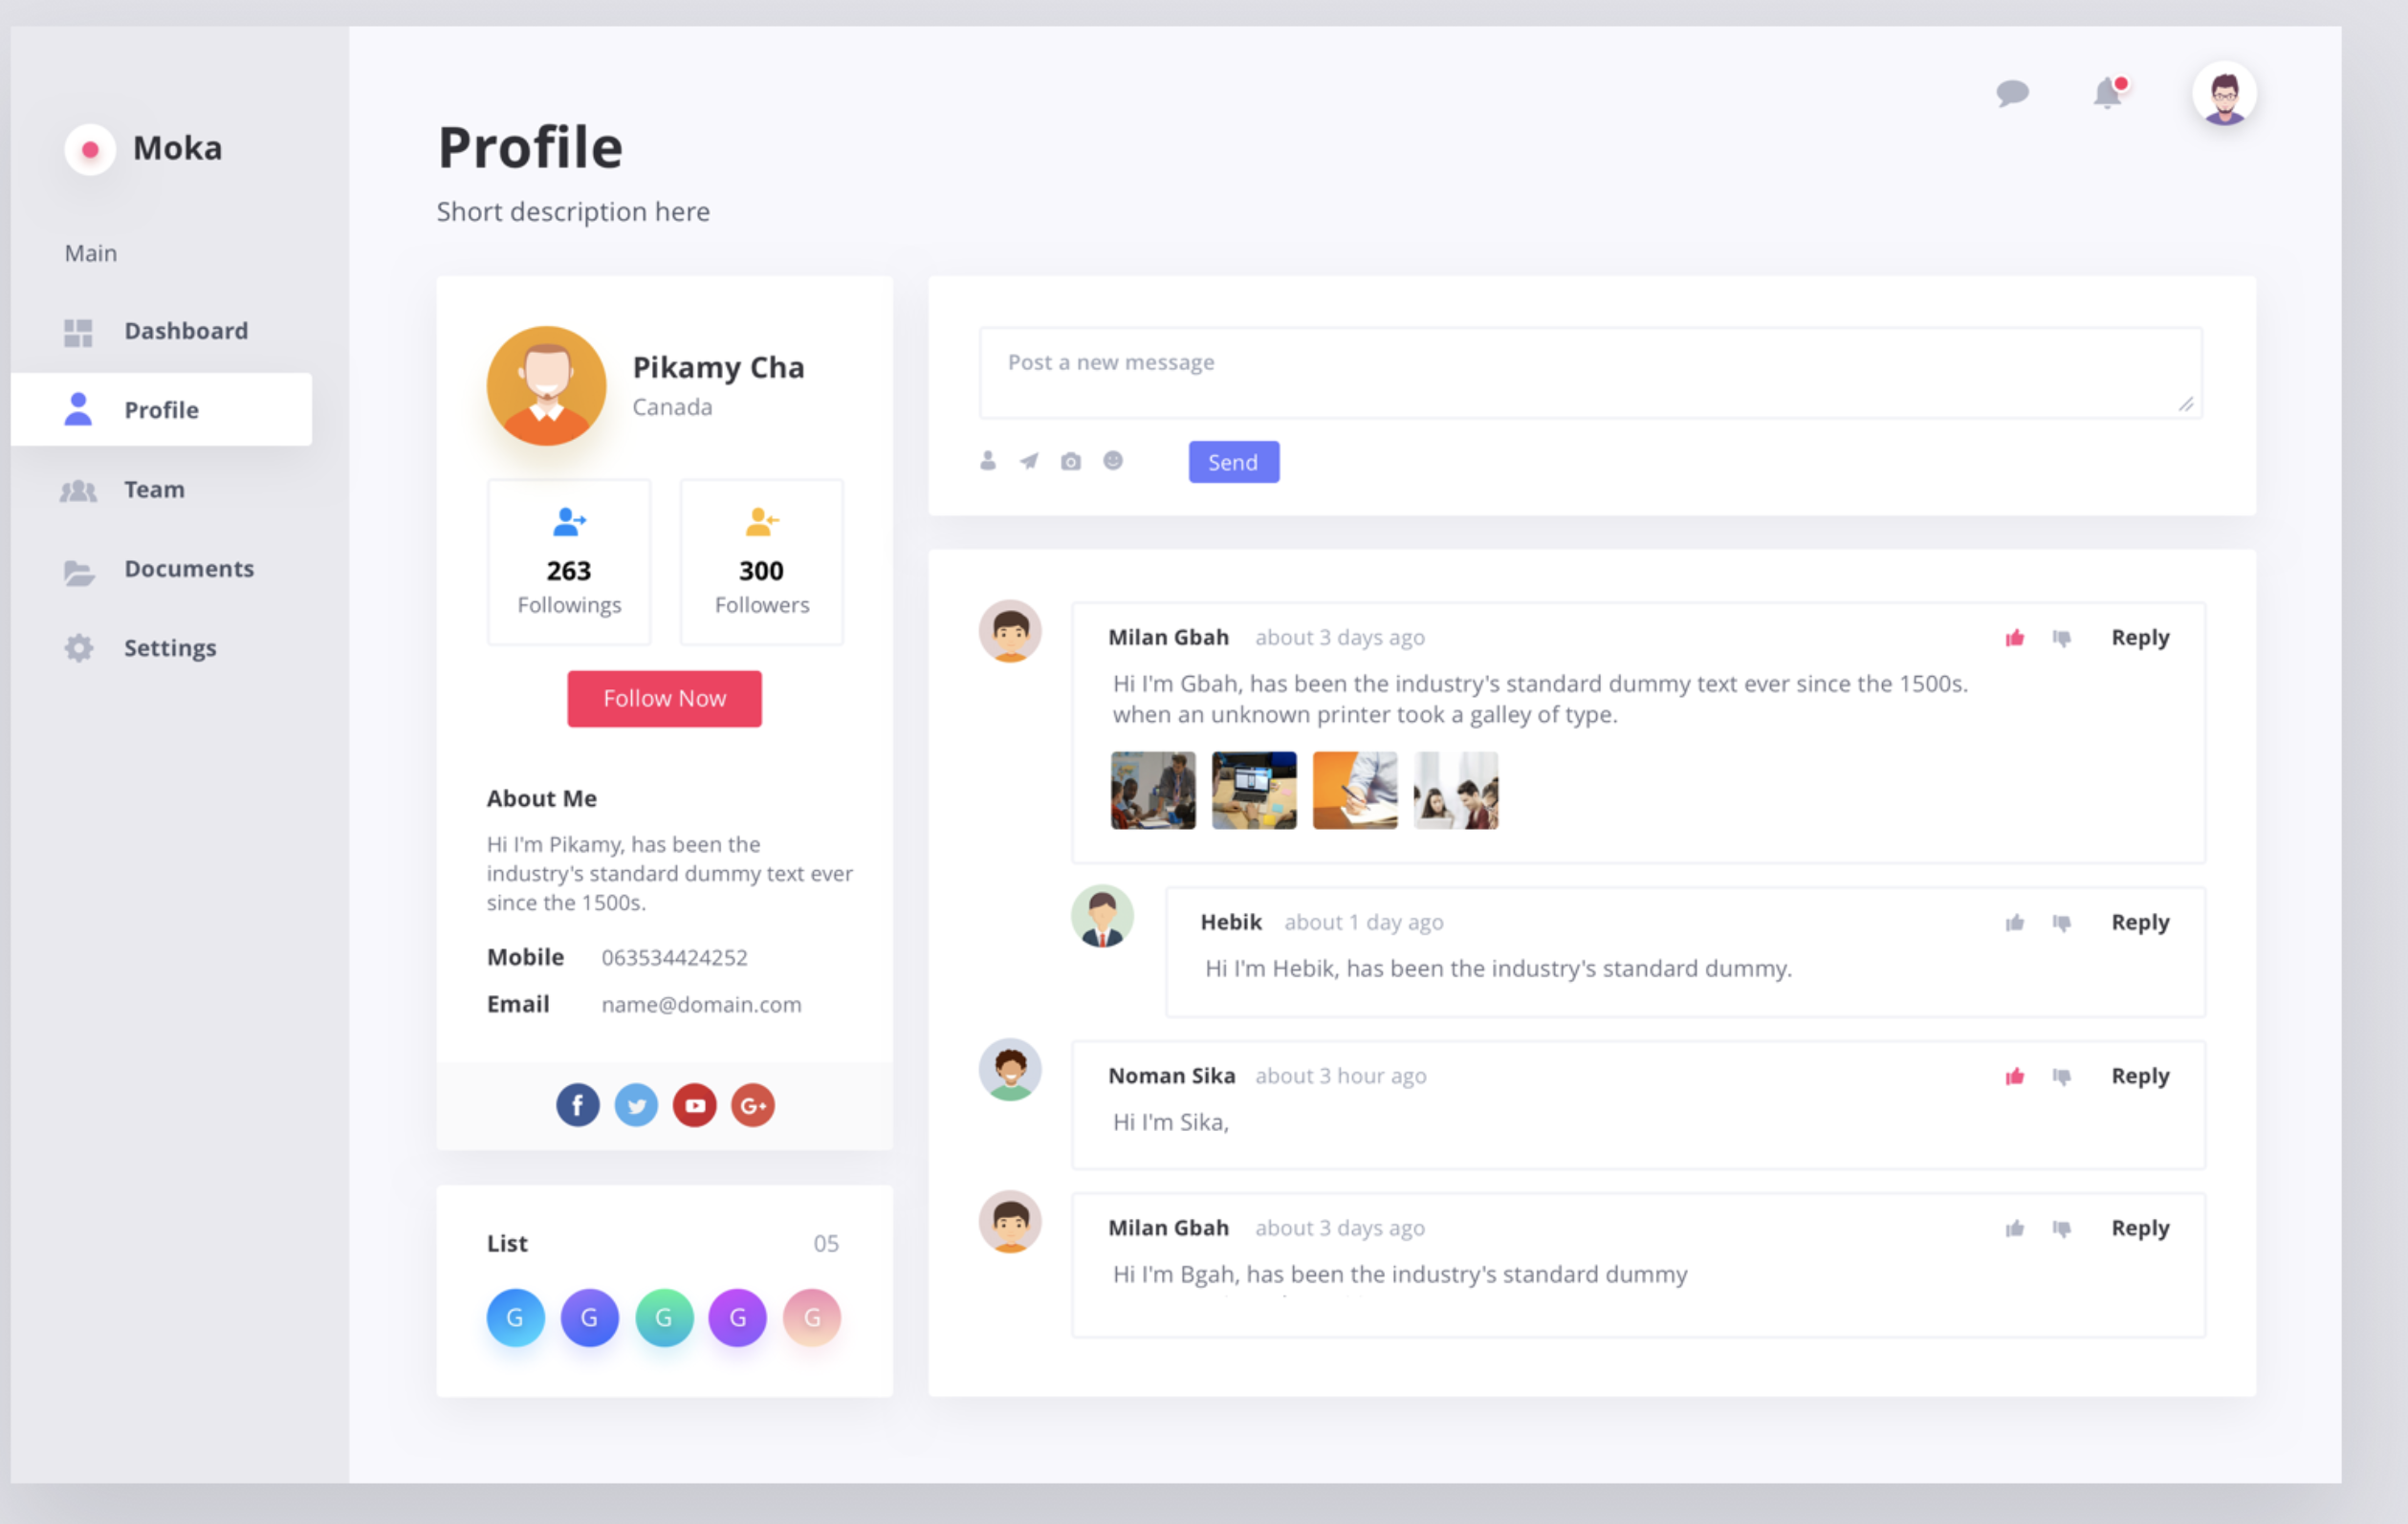 Moka
Main
Dashboard
Profile
Team
Documents
Settings
Profile
Short description here
Pikamy Cha
Canada
263
Followings
300
Followers
Follow Now
About Me
Hi I'm Pikamy, has been the
industry's standard dummy text ever
since the 1500s.
Mobile 063534424252
Email name@domain.com
f
G+
List 05
G G G G G
Post a new message
Send
Milan Gbah about 3 days ago Reply
Hi I'm Gbah, has been the industry's standard dummy text ever since the 1500s.
when an unknown printer took a galley of type.
Hebik about 1 day ago Reply
Hi I'm Hebik, has been the industry's standard dummy.
Noman Sika about 3 hour ago Reply
Hi I'm Sika,
Milan Gbah about 3 days ago Reply
Hi I'm Bgah, has been the industry's standard dummy